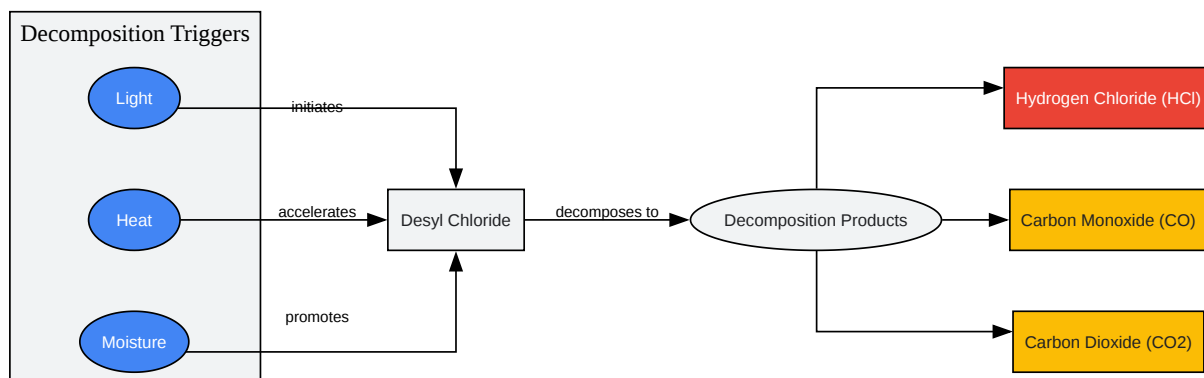 Decomposition Triggers
Light
initiates
Hydrogen Chloride (HCl)
Heat
accelerates
Desyl Chloride
decomposes to
Decomposition Products
Carbon Monoxide (CO)
promotes
Moisture
Carbon Dioxide (CO2)